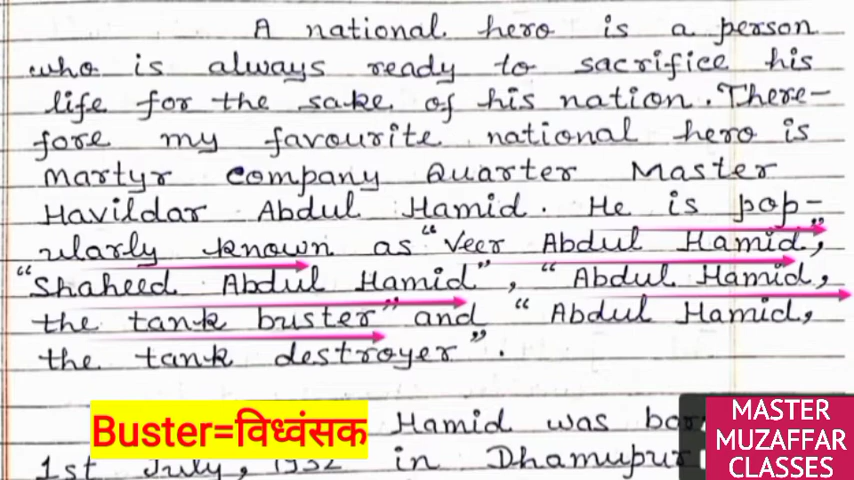 A national hero is a person
who is always ready to sacrifice his
life for the sake of his nation. There-
fore my favourite national hero is
martyr company Quarter Master
Havildar Abdul Hamid. He is pop-
ularly known as "Veer Abdul Hamid",
"Shaheed Abdul Hamid", "Abdul Hamid,
the tank buster" and "Abdul Hamid,
the tank destroyer".
Hamid was
1st July, 1932 in Dhamupur
Buster=विध्वंसक
MASTER
MUZAFFAR
CLASSES